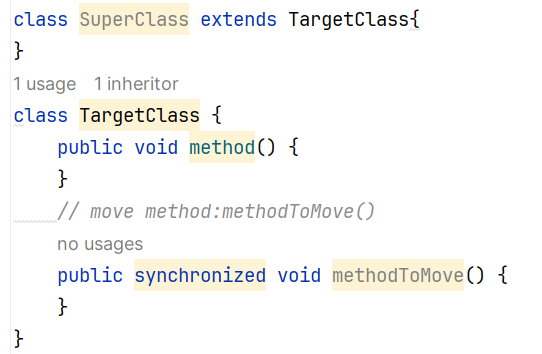 class SuperClass extends TargetClass{
}
1 usage 1 inheritor
class TargetClass {
public void method() {
}
// move method:methodToMove()
no usages
public synchronized void methodToMove() {
}
}